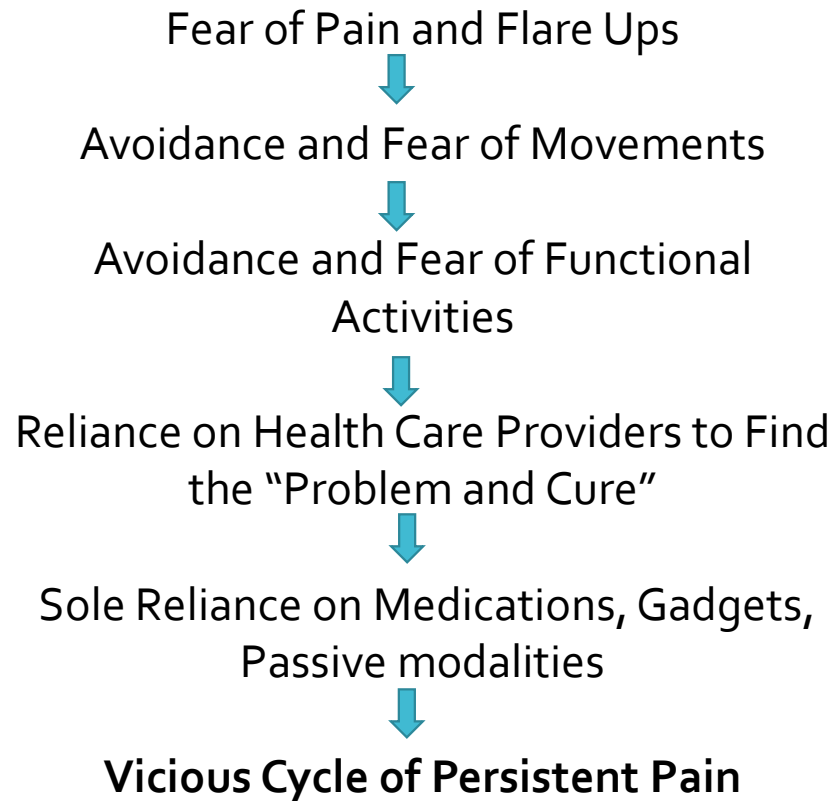 Fear of Pain and Flare Ups
Avoidance and Fear of Movements
Avoidance and Fear of Functional
Activities
Reliance on Health Care Providers to Find
the “Problem and Cure”
Sole Reliance on Medications, Gadgets,
Passive modalities
Vicious Cycle of Persistent Pain